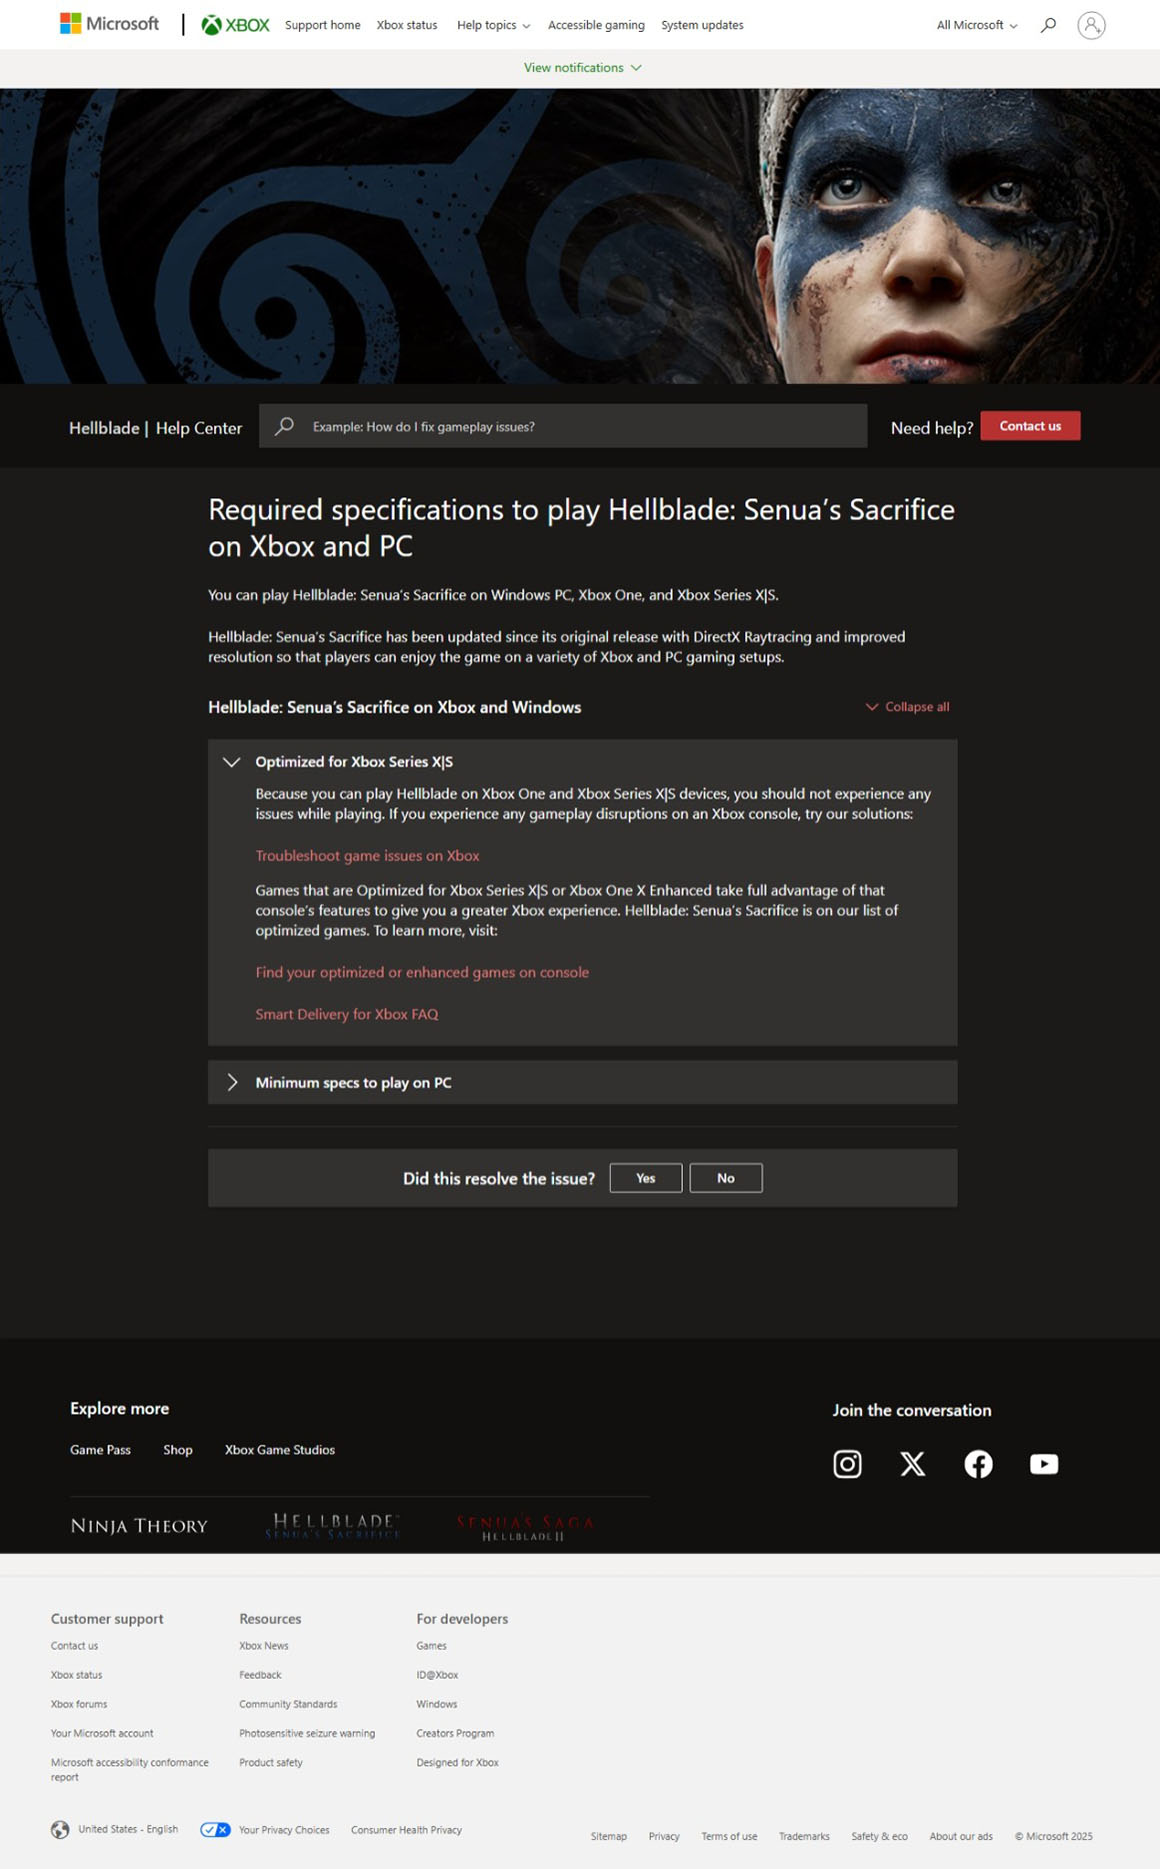 Microsoft
XBOX
Support home
Xbox status
Help topics
Accessible gaming
System updates
All Microsoft
View notifications
Hellblade | Help Center
Example: How do I fix gameplay issues?
Need help?
Contact us
Required specifications to play Hellblade: Senua's Sacrifice
on Xbox and PC
You can play Hellblade: Senua's Sacrifice on Windows PC, Xbox One, and Xbox Series X|S.
Hellblade: Senua's Sacrifice has been updated since its original release with DirectX Raytracing and improved
resolution so that players can enjoy the game on a variety of Xbox and PC gaming setups.
Hellblade: Senua's Sacrifice on Xbox and Windows
Collapse all
Optimized for Xbox Series X|S
Because you can play Hellblade on Xbox One and Xbox Series X|S devices, you should not experience any
issues while playing. If you experience any gameplay disruptions on an Xbox console, try our solutions:
Troubleshoot game issues on Xbox
Games that are Optimized for Xbox Series X|S or Xbox One X Enhanced take full advantage of that
console's features to give you a greater Xbox experience. Hellblade: Senua's Sacrifice is on our list of
optimized games. To learn more, visit:
Find your optimized or enhanced games on console
Smart Delivery for Xbox FAQ
Minimum specs to play on PC
Did this resolve the issue?
Yes
No
Explore more
Game Pass
Shop
Xbox Game Studios
Join the conversation
NINJA THEORY
HELLBLADE™
SENUA'S SACRIFICE
SENUA'S SAGA
HELLBLADE II
Customer support
Contact us
Xbox status
Xbox forums
Your Microsoft account
Microsoft accessibility conformance
report
Resources
Xbox News
Feedback
Community Standards
Photosensitive seizure warning
Product safety
For developers
Games
ID@Xbox
Windows
Creators Program
Designed for Xbox
United States - English
Your Privacy Choices
Consumer Health Privacy
Sitemap
Privacy
Terms of use
Trademarks
Safety & eco
About our ads
© Microsoft 2025